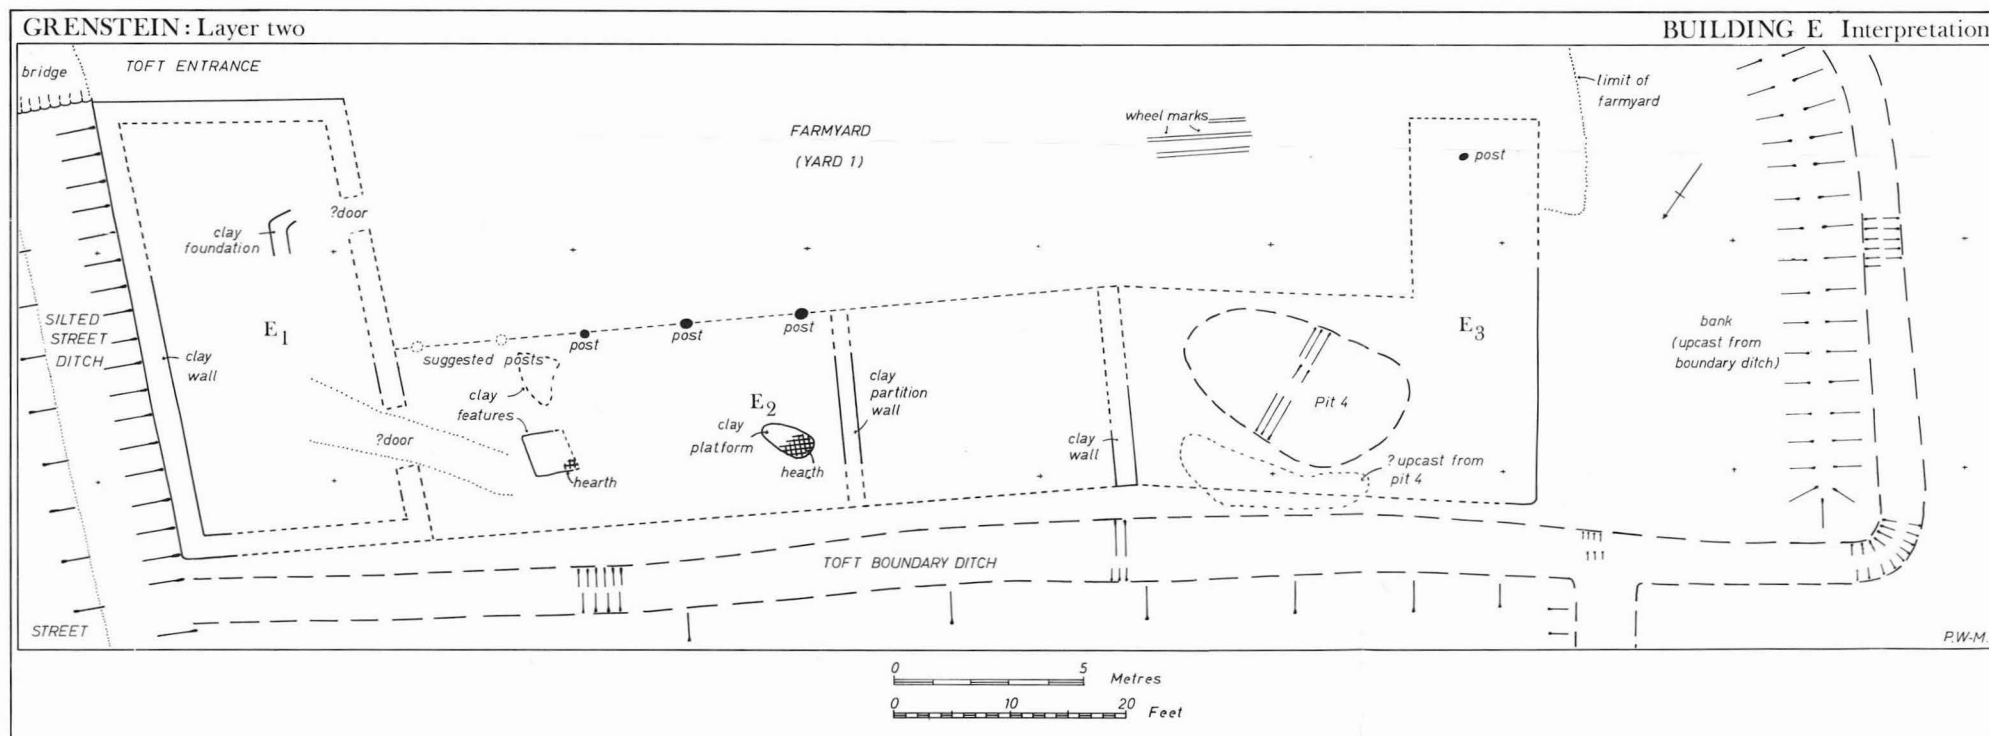 GRENSTEIN: Layer two
BUILDING E Interpretation
bridge
TOFT ENTRANCE
limit of
farmyard
wheel marks
FARMYARD
(YARD 1)
post
?door
clay
foundation
E1
SILTED
STREET
DITCH
clay
wall
suggested posts
post
post
post
clay
features
E2
clay
platform
clay
partition
wall
?door
hearth
hearth
clay
wall
Pit 4
E3
bank
(upcast from
boundary ditch)
? upcast from
pit 4
TOFT BOUNDARY DITCH
STREET
P.W-M.
0 5
Metres
0 10 20
Feet